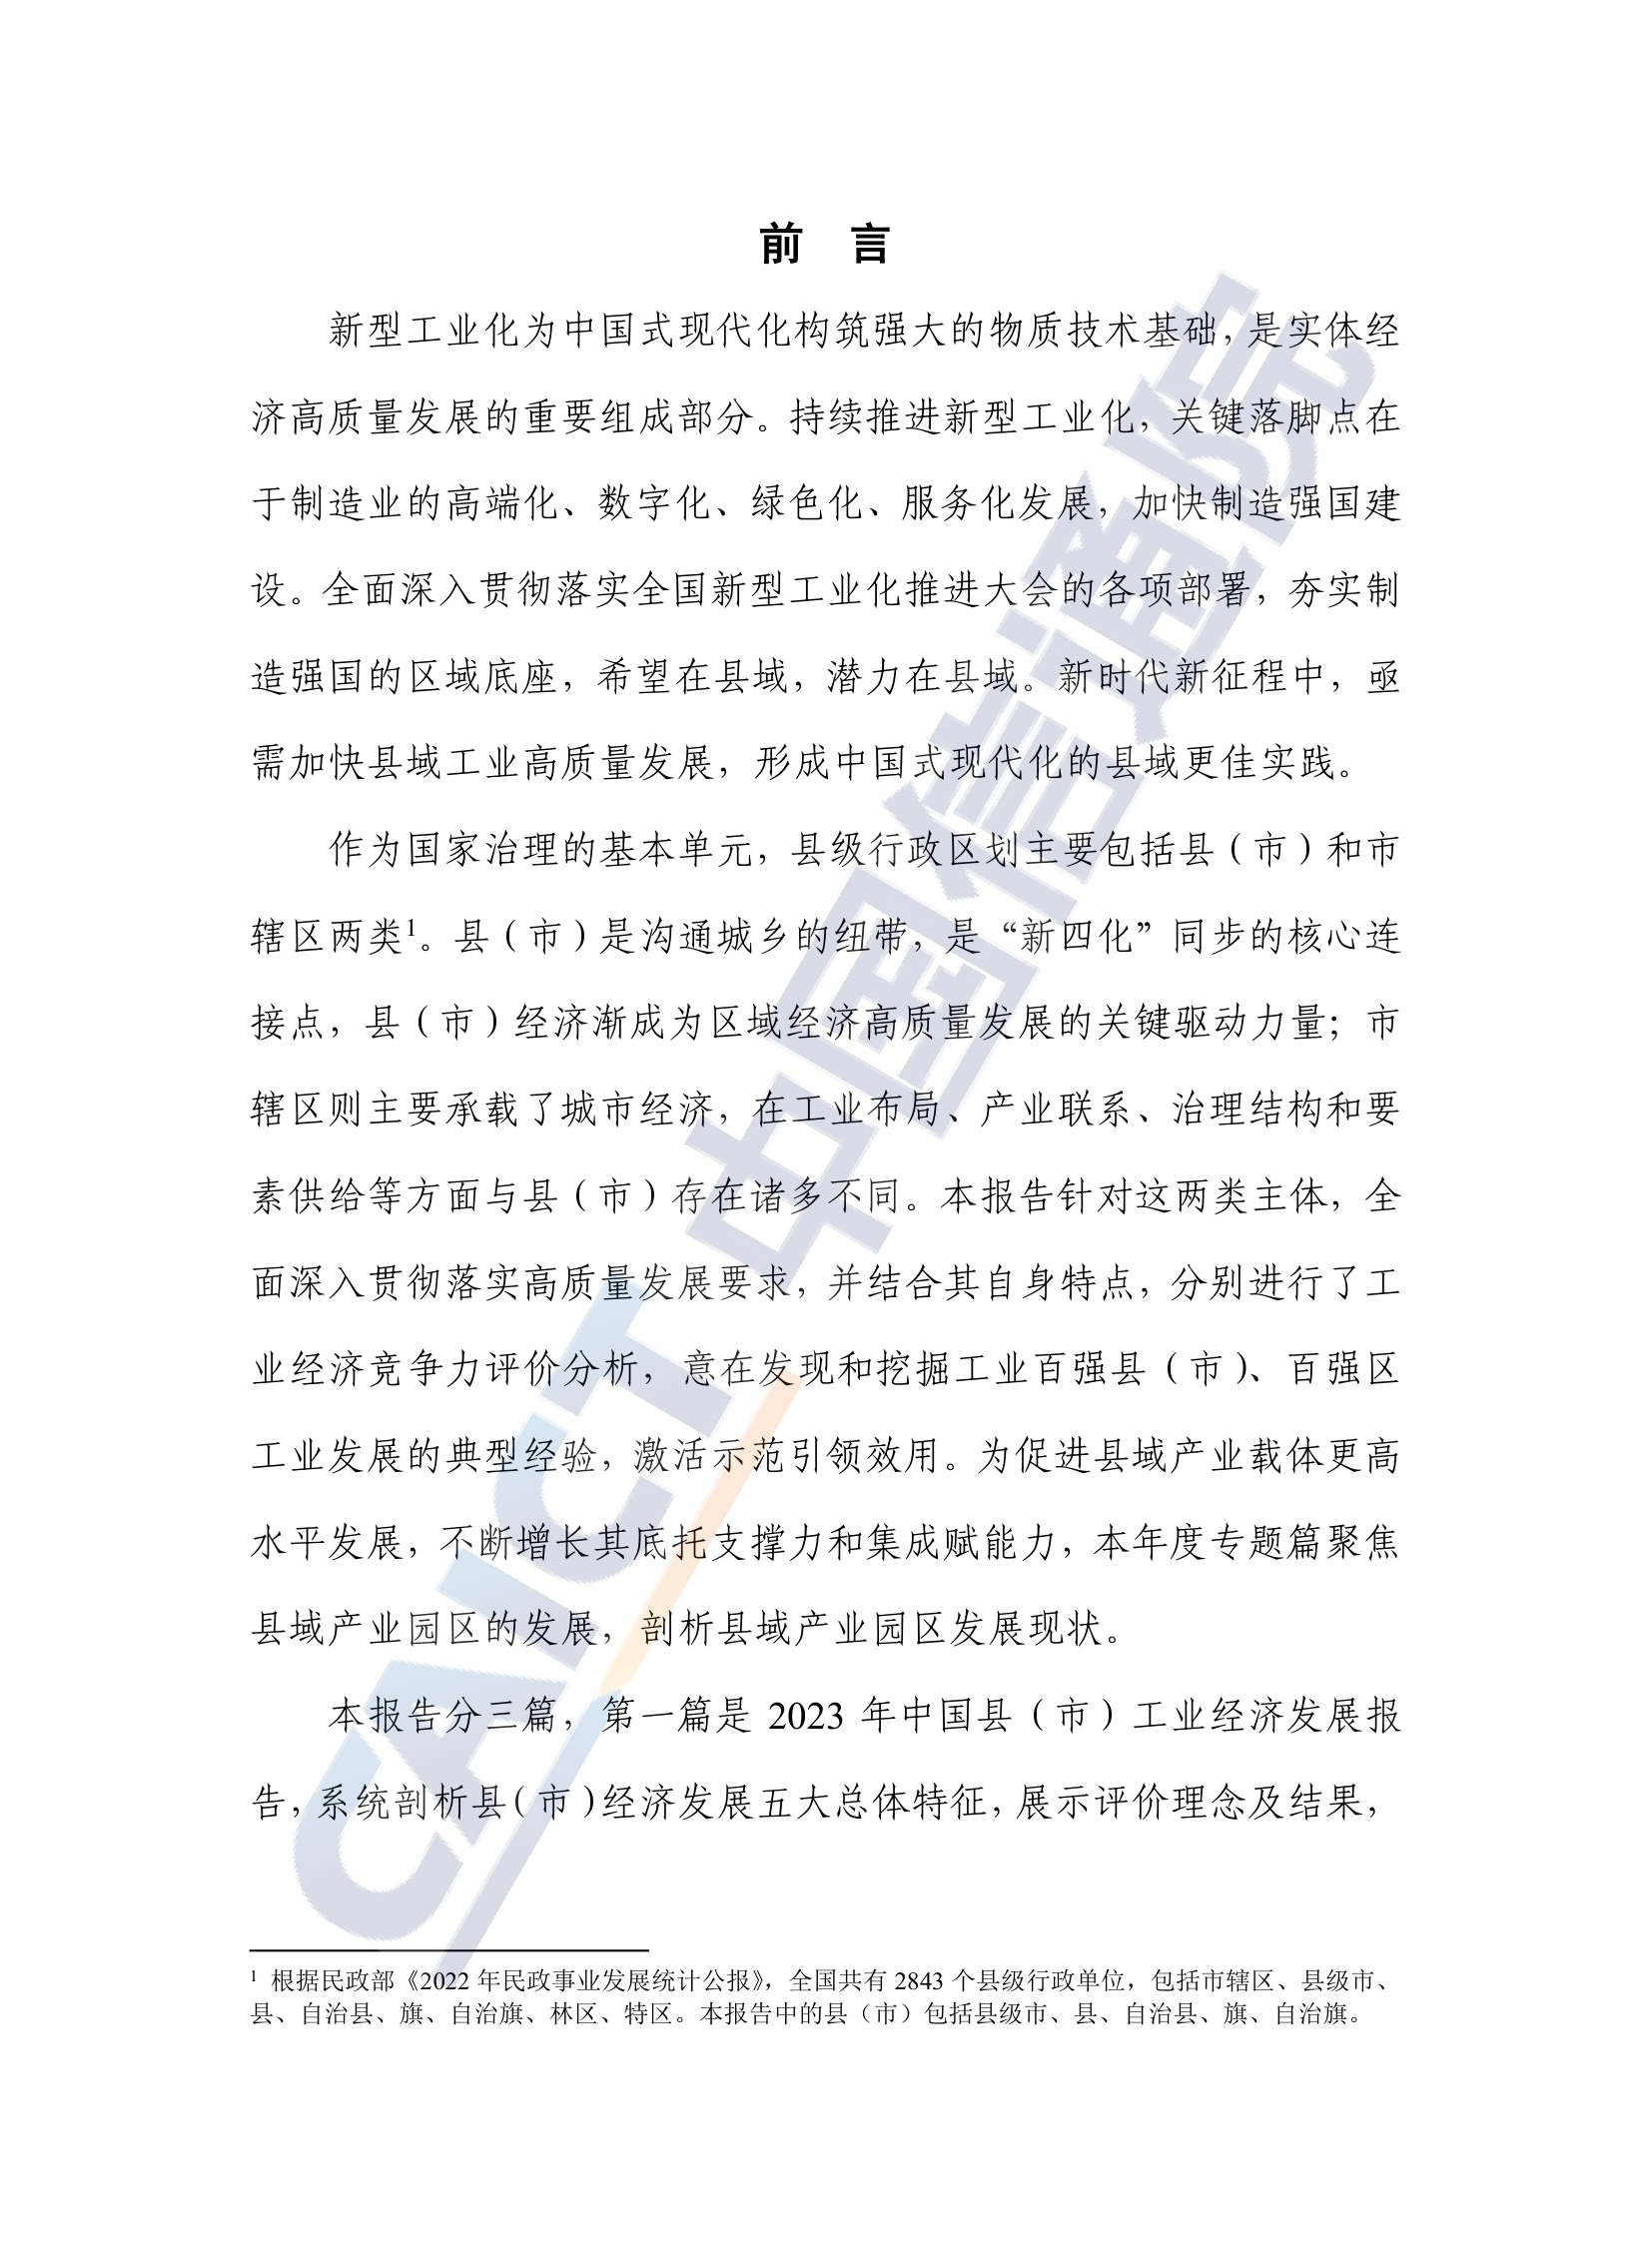 前 言
新型工业化为中国式现代化构筑强大的物质技术基础，是实体经
济高质量发展的重要组成部分。持续推进新型工业化，关键落脚点在
于制造业的高端化、数字化、绿色化、服务化发展，加快制造强国建
设。全面深入贯彻落实全国新型工业化推进大会的各项部署，夯实制
造强国的区域底座，希望在县域，潜力在县域。新时代新征程中，亟
需加快县域工业高质量发展，形成中国式现代化的县域更佳实践。
作为国家治理的基本单元，县级行政区划主要包括县（市）和市
辖区两类¹。县（市）是沟通城乡的纽带，是“新四化”同步的核心连
接点，县（市）经济渐成为区域经济高质量发展的关键驱动力量；市
辖区则主要承载了城市经济，在工业布局、产业联系、治理结构和要
素供给等方面与县（市）存在诸多不同。本报告针对这两类主体，全
面深入贯彻落实高质量发展要求，并结合其自身特点，分别进行了工
业经济竞争力评价分析，意在发现和挖掘工业百强县（市）、百强区
工业发展的典型经验，激活示范引领效用。为促进县域产业载体更高
水平发展，不断增长其底托支撑力和集成赋能力，本年度专题篇聚焦
县域产业园区的发展，剖析县域产业园区发展现状。
本报告分三篇，第一篇是 2023 年中国县（市）工业经济发展报
告，系统剖析县（市）经济发展五大总体特征，展示评价理念及结果，
¹ 根据民政部《2022 年民政事业发展统计公报》，全国共有 2843 个县级行政单位，包括市辖区、县级市、
县、自治县、旗、自治旗、林区、特区。本报告中的县（市）包括县级市、县、自治县、旗、自治旗。
CAICT 中国信通院